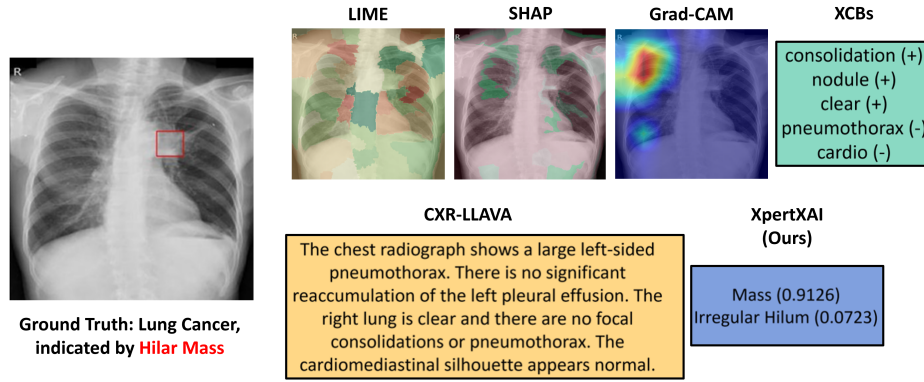 LIME
SHAP
Grad-CAM
XCBs
R
R
R
R
consolidation (+)
nodule (+)
clear (+)
pneumothorax (-)
cardio (-)
CXR-LLAVA
XpertXAI
(Ours)
The chest radiograph shows a large left-sided
pneumothorax. There is no significant
reaccumulation of the left pleural effusion. The
right lung is clear and there are no focal
consolidations or pneumothorax. The
cardiomediastinal silhouette appears normal.
Mass (0.9126)
Irregular Hilum (0.0723)
Ground Truth: Lung Cancer,
indicated by Hilar Mass